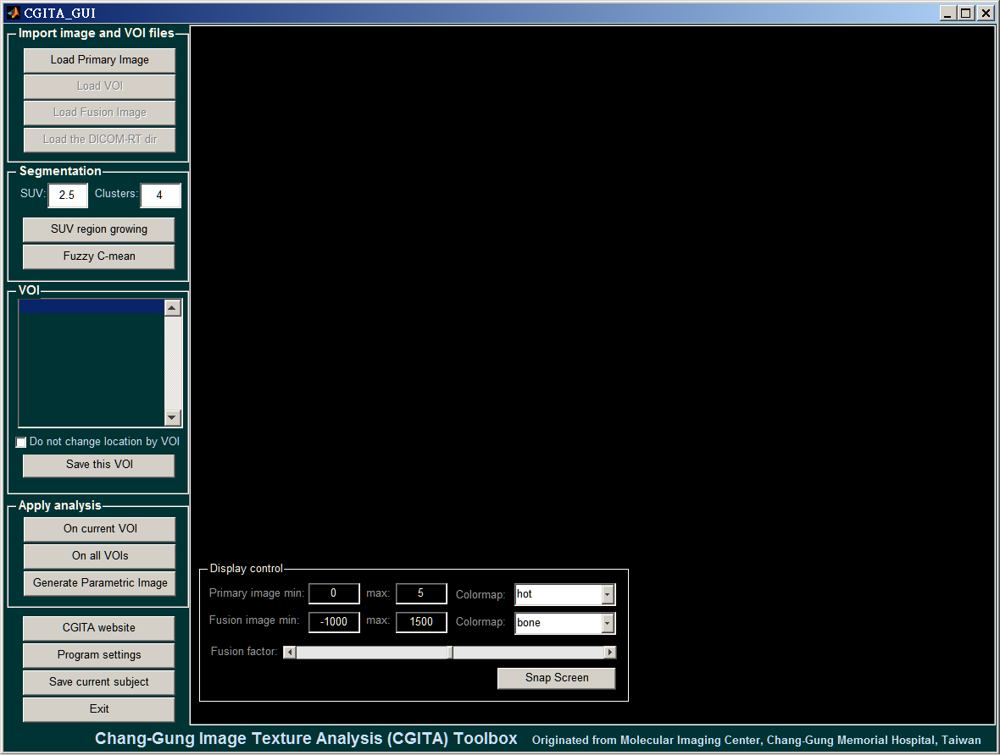 CGITA_GUI
Import image and VOI files
Load Primary Image
Load VOI
Load Fusion Image
Load the DICOM-RT dir
Segmentation
SUV: 2.5 Clusters: 4
SUV region growing
Fuzzy C-mean
VOI
Do not change location by VOI
Save this VOI
Apply analysis
On current VOI
On all VOIs
Generate Parametric Image
CGITA website
Program settings
Save current subject
Exit
Display control
Primary image min: 0 max: 5 Colormap: hot
Fusion image min: -1000 max: 1500 Colormap: bone
Fusion factor:
Snap Screen
Chang-Gung Image Texture Analysis (CGITA) Toolbox Originated from Molecular Imaging Center, Chang-Gung Memorial Hospital, Taiwan